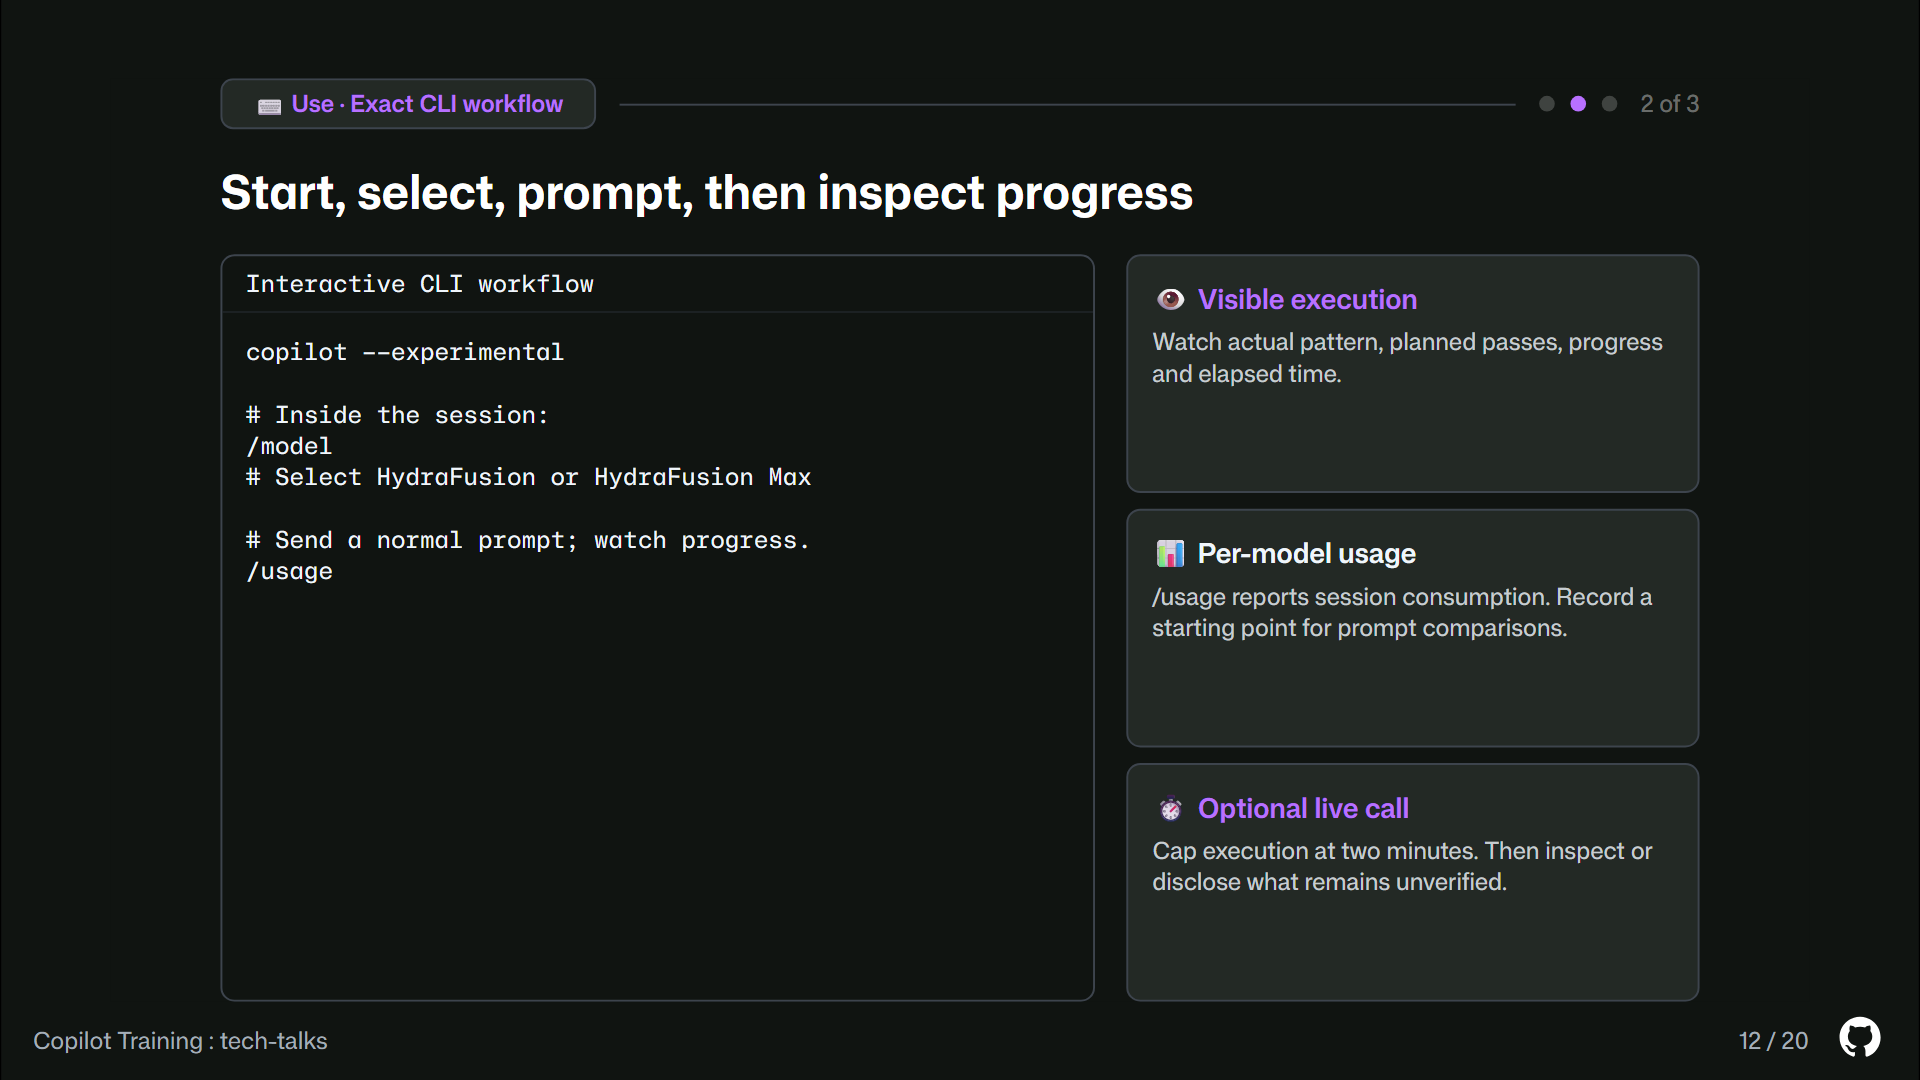 Use · Exact CLI workflow
2 of 3
Start, select, prompt, then inspect progress
Interactive CLI workflow
copilot --experimental
# Inside the session:
/model
# Select HydraFusion or HydraFusion Max
# Send a normal prompt; watch progress.
/usage
Visible execution
Watch actual pattern, planned passes, progress
and elapsed time.
Per-model usage
/usage reports session consumption. Record a
starting point for prompt comparisons.
Optional live call
Cap execution at two minutes. Then inspect or
disclose what remains unverified.
Copilot Training : tech-talks
12 / 20